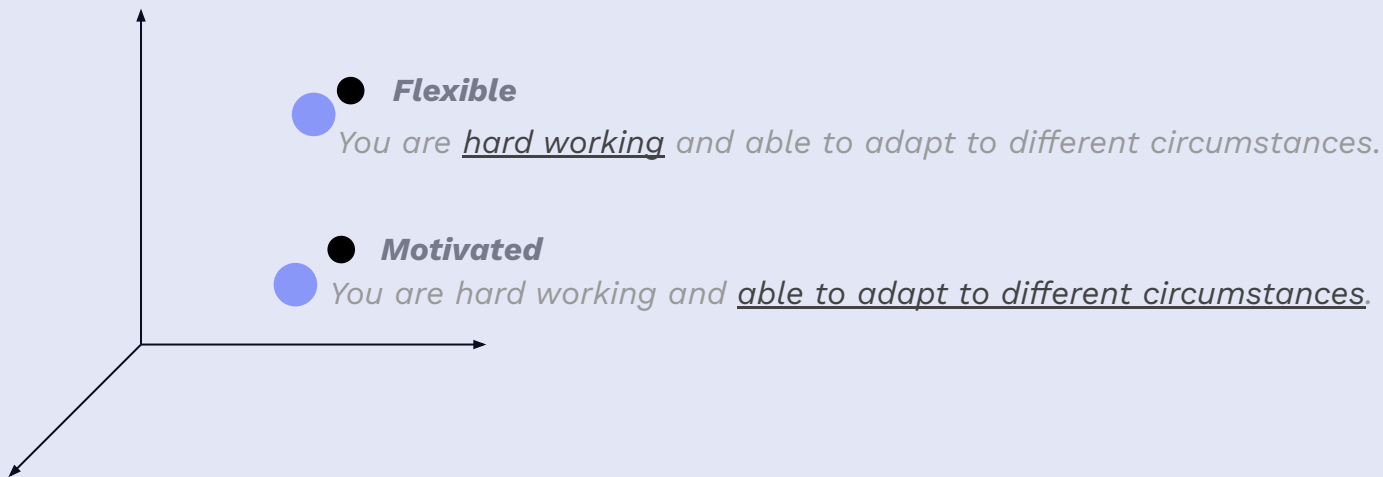 Flexible
You are hard working and able to adapt to different circumstances.
Motivated
You are hard working and able to adapt to different circumstances.